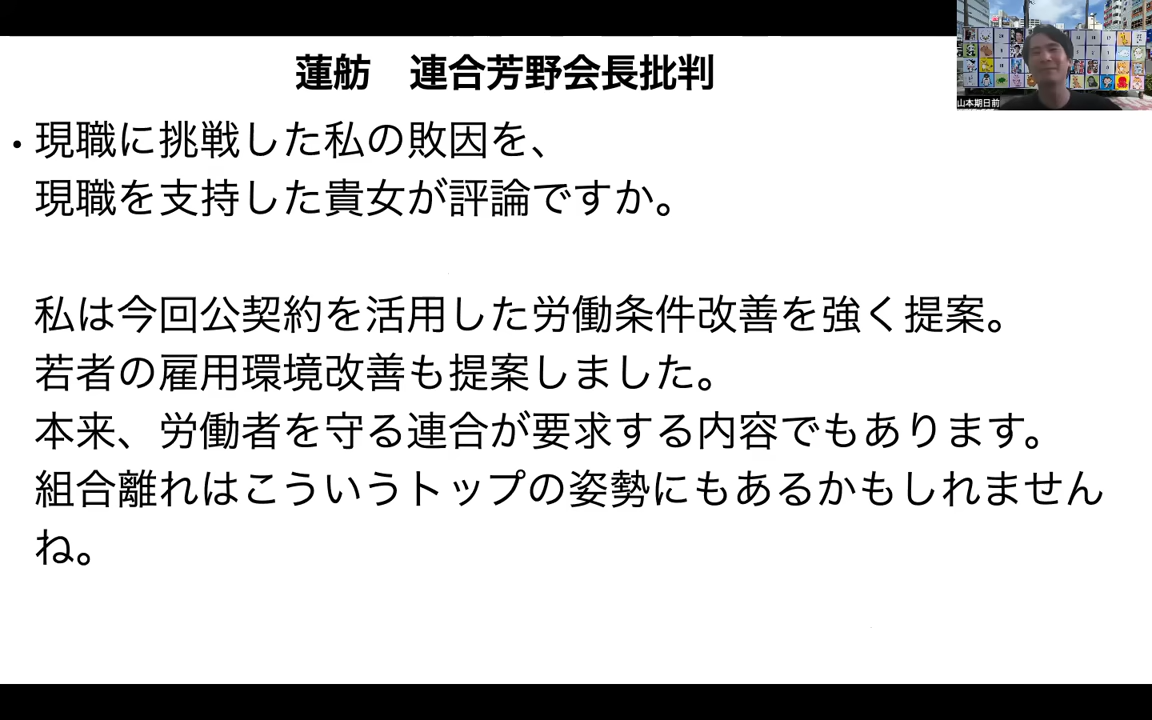 蓮舫　連合芳野会長批判
・現職に挑戦した私の敗因を、
現職を支持した貴女が評論ですか。
私は今回公契約を活用した労働条件改善を強く提案。
若者の雇用環境改善も提案しました。
本来、労働者を守る連合が要求する内容でもあります。
組合離れはこういうトップの姿勢にもあるかもしれません
ね。
山本期日前